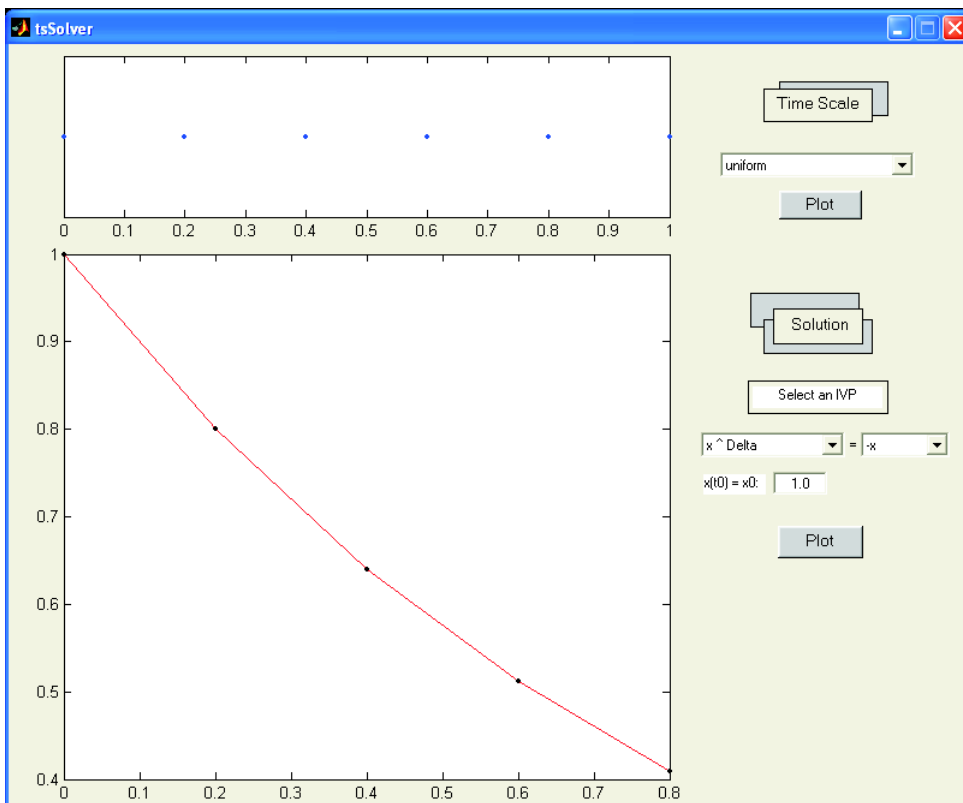 tsSolver
0 0.1 0.2 0.3 0.4 0.5 0.6 0.7 0.8 0.9 1
Time Scale
uniform
Plot
1
0.9
0.8
0.7
0.6
0.5
0.4
0 0.1 0.2 0.3 0.4 0.5 0.6 0.7 0.8
Solution
Select an IVP
x ^ Delta = -x
x(t0) = x0: 1.0
Plot